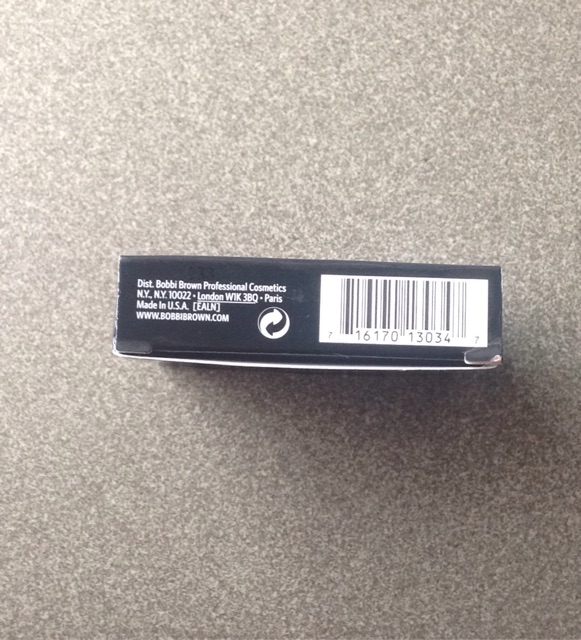 Dist. Bobbi Brown Professional Cosmetics
N.Y., N.Y. 10022 • London W1K 3BQ • Paris
Made In U.S.A. [EALN]
WWW.BOBBIBROWN.COM
7 16170 13034 7